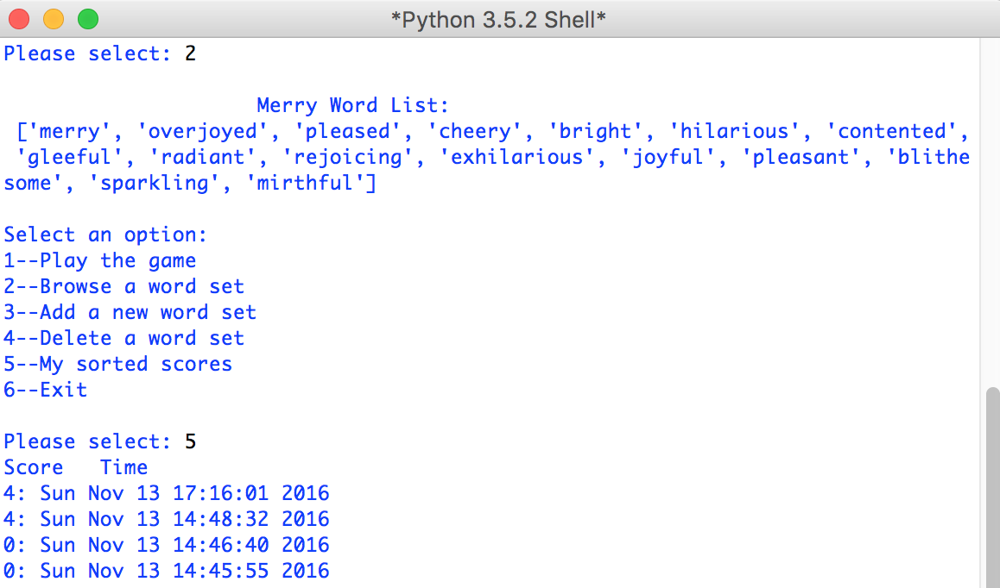 *Python 3.5.2 Shell*
Please select: 2
Merry Word List:
['merry', 'overjoyed', 'pleased', 'cheery', 'bright', 'hilarious', 'contented',
'gleeful', 'radiant', 'rejoicing', 'exhilarious', 'joyful', 'pleasant', 'blithe
some', 'sparkling', 'mirthful']
Select an option:
1--Play the game
2--Browse a word set
3--Add a new word set
4--Delete a word set
5--My sorted scores
6--Exit
Please select: 5
Score   Time
4: Sun Nov 13 17:16:01 2016
4: Sun Nov 13 14:48:32 2016
0: Sun Nov 13 14:46:40 2016
0: Sun Nov 13 14:45:55 2016